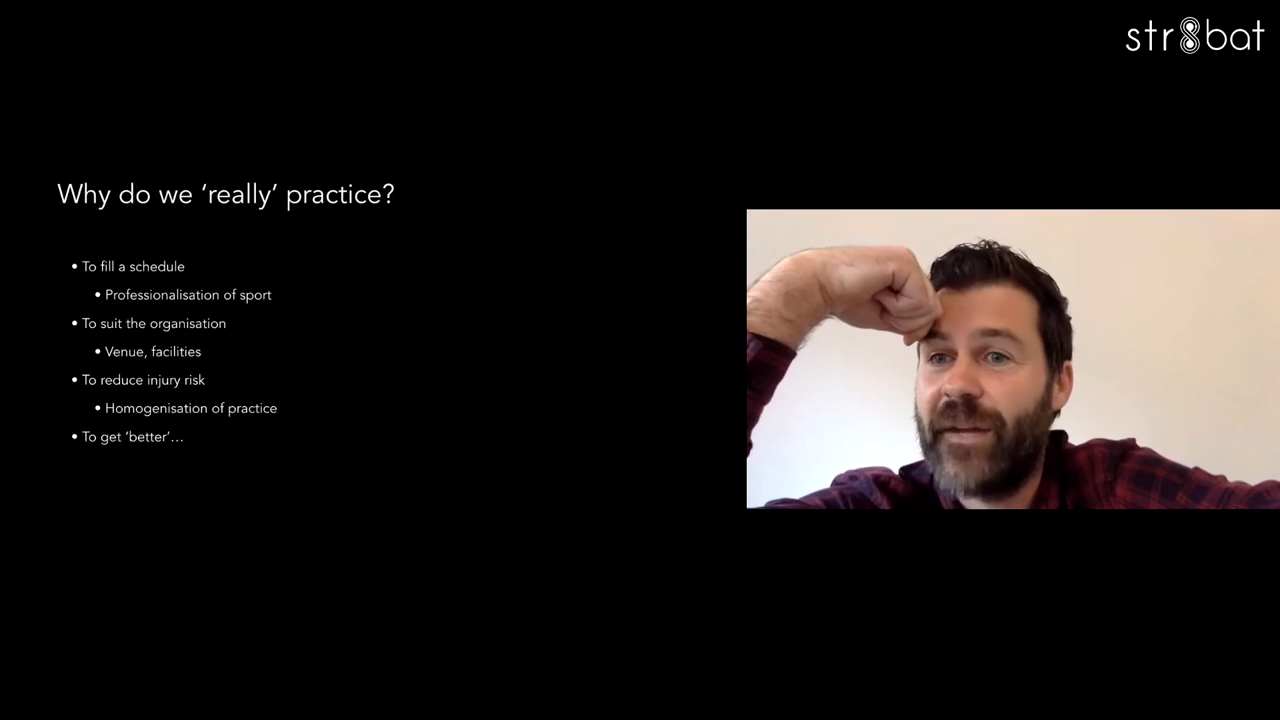 str8bat
Why do we ‘really’ practice?
• To fill a schedule
• Professionalisation of sport
• To suit the organisation
• Venue, facilities
• To reduce injury risk
• Homogenisation of practice
• To get ‘better’…